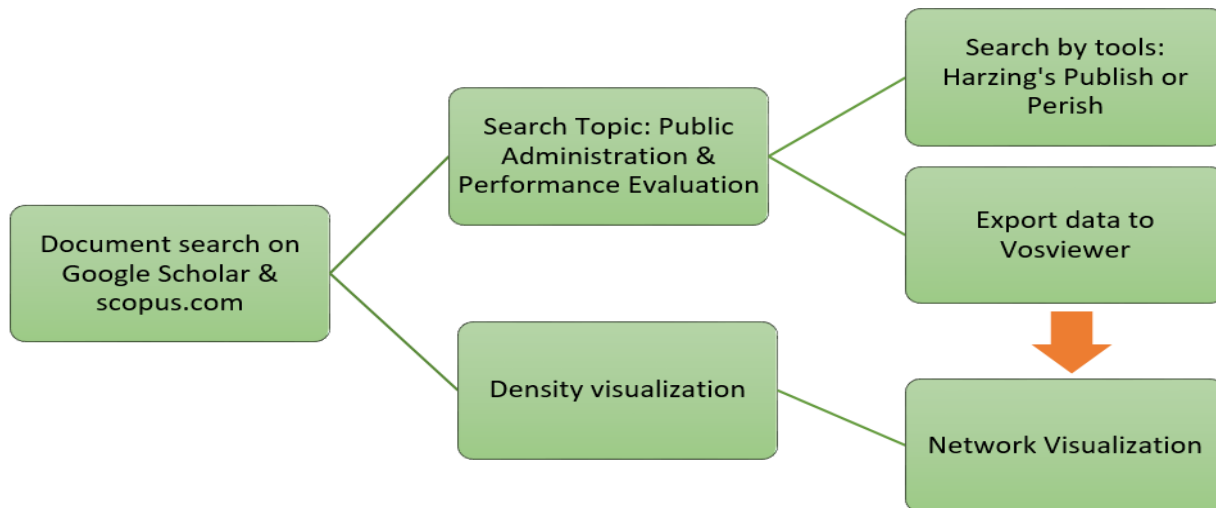 Document search on
Google Scholar &
scopus.com
Search Topic: Public
Administration &
Performance Evaluation
Search by tools:
Harzing's Publish or
Perish
Export data to
Vosviewer
Density visualization
Network Visualization